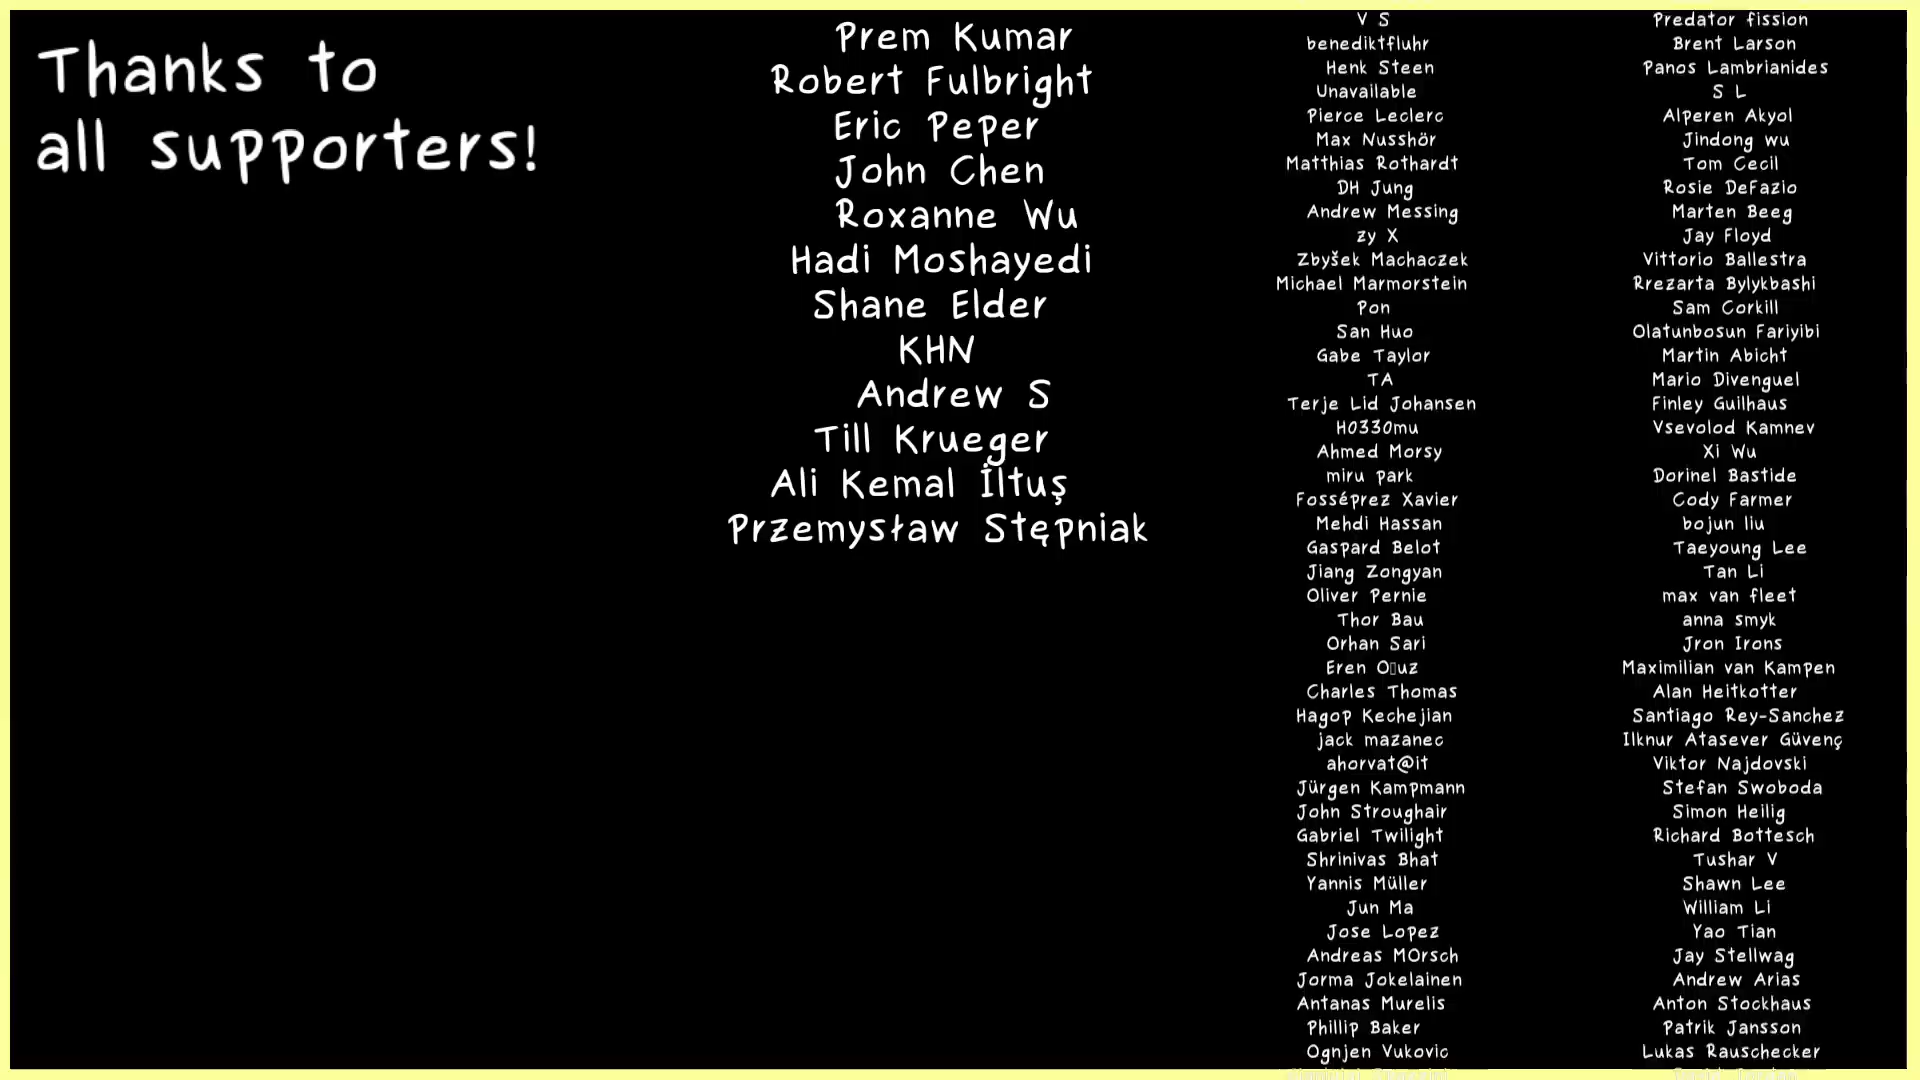 Thanks to
all supporters!
Prem Kumar
Robert Fulbright
Eric Peper
John Chen
Roxanne Wu
Hadi Moshayedi
Shane Elder
KHN
Andrew S
Till Krueger
Ali Kemal İltuş
Przemysław Stępniak
V S
benediktfluhr
Henk Steen
Unavailable
Pierce Leclerc
Max Nusshör
Matthias Rothardt
DH Jung
Andrew Messing
zy X
Zbyšek Machaczek
Michael Marmorstein
Pon
San Huo
Gabe Taylor
TA
Terje Lid Johansen
H0330mu
Ahmed Morsy
miru park
Fosséprez Xavier
Mehdi Hassan
Gaspard Belot
Jiang Zongyan
Oliver Pernie
Thor Bau
Orhan Sari
Eren O▯uz
Charles Thomas
Hagop Kechejian
jack mazanec
ahorvat@it
Jürgen Kampmann
John Stroughair
Gabriel Twilight
Shrinivas Bhat
Yannis Müller
Jun Ma
Jose Lopez
Andreas MOrsch
Jorma Jokelainen
Antanas Murelis
Phillip Baker
Ognjen Vukovic
Predator fission
Brent Larson
Panos Lambrianides
S L
Alperen Akyol
Jindong wu
Tom Cecil
Rosie DeFazio
Marten Beeg
Jay Floyd
Vittorio Ballestra
Rrezarta Bylykbashi
Sam Corkill
Olatunbosun Fariyibi
Martin Abicht
Mario Divenguel
Finley Guilhaus
Vsevolod Kamnev
Xi Wu
Dorinel Bastide
Cody Farmer
bojun liu
Taeyoung Lee
Tan Li
max van fleet
anna smyk
Jron Irons
Maximilian van Kampen
Alan Heitkotter
Santiago Rey-Sanchez
Ilknur Atasever Güvenç
Viktor Najdovski
Stefan Swoboda
Simon Heilig
Richard Bottesch
Tushar V
Shawn Lee
William Li
Yao Tian
Jay Stellwag
Andrew Arias
Anton Stockhaus
Patrik Jansson
Lukas Rauschecker